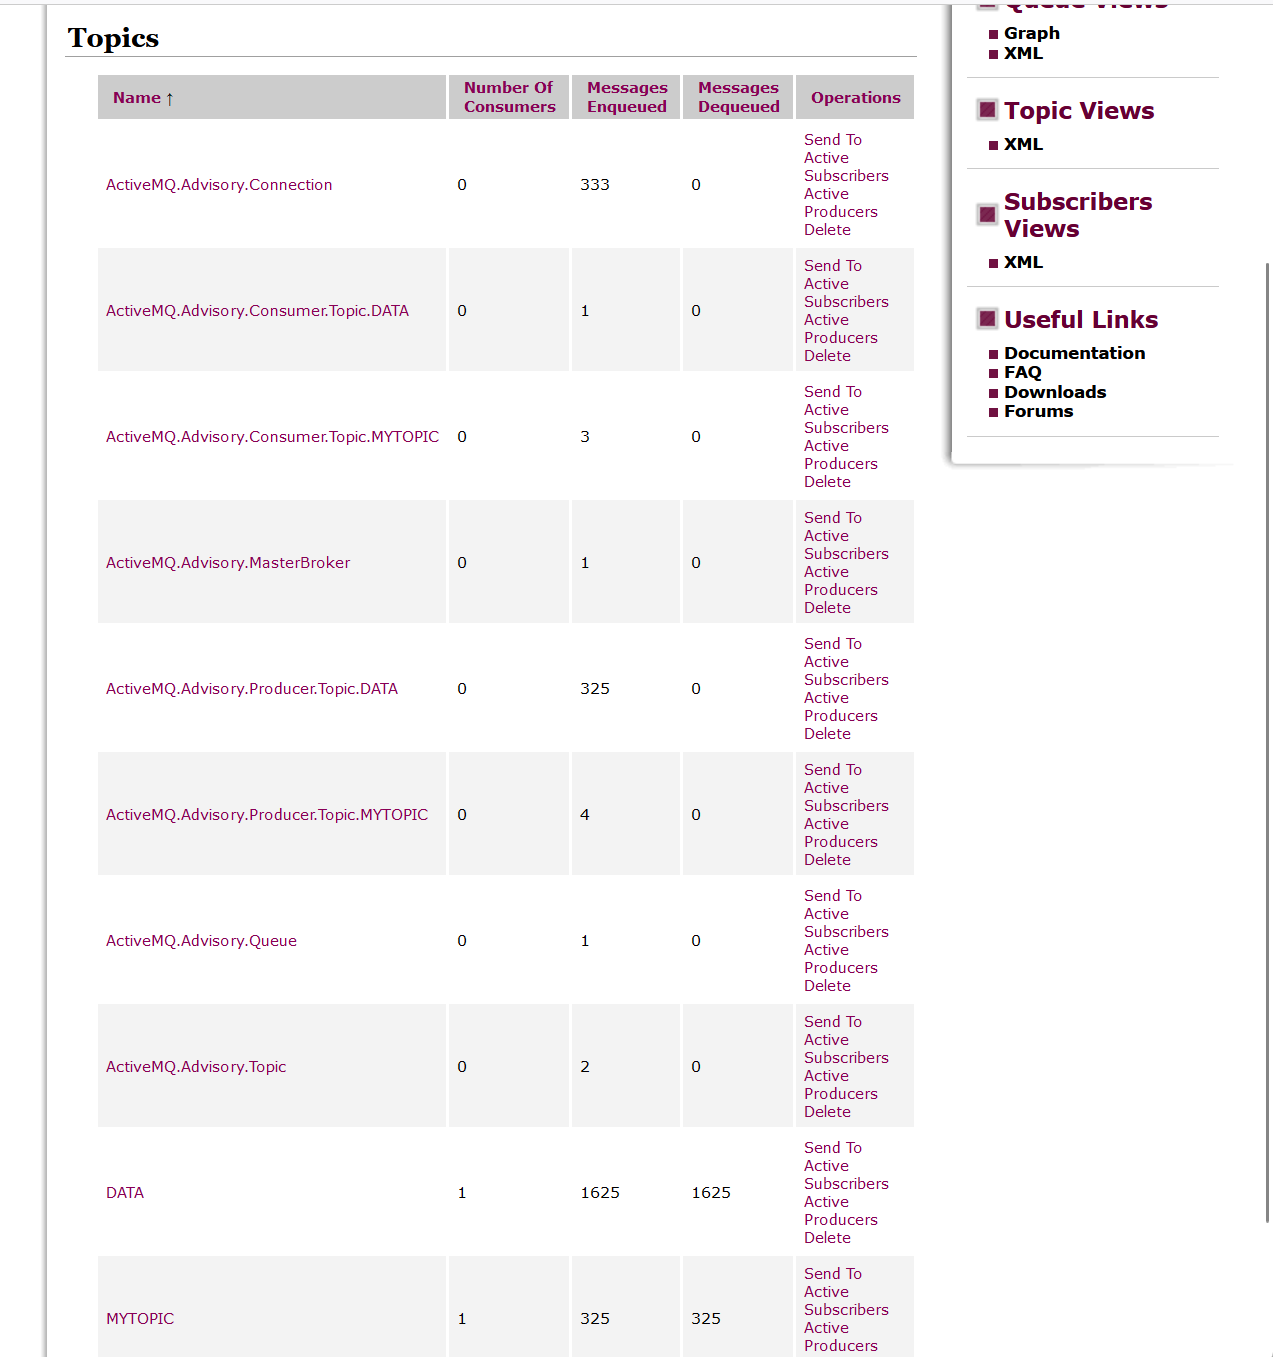 Topics
Name ↑ Number Of Consumers Messages Enqueued Messages Dequeued Operations
ActiveMQ.Advisory.Connection 0 333 0 Send To
Active
Subscribers
Active
Producers
Delete
ActiveMQ.Advisory.Consumer.Topic.DATA 0 1 0 Send To
Active
Subscribers
Active
Producers
Delete
ActiveMQ.Advisory.Consumer.Topic.MYTOPIC 0 3 0 Send To
Active
Subscribers
Active
Producers
Delete
ActiveMQ.Advisory.MasterBroker 0 1 0 Send To
Active
Subscribers
Active
Producers
Delete
ActiveMQ.Advisory.Producer.Topic.DATA 0 325 0 Send To
Active
Subscribers
Active
Producers
Delete
ActiveMQ.Advisory.Producer.Topic.MYTOPIC 0 4 0 Send To
Active
Subscribers
Active
Producers
Delete
ActiveMQ.Advisory.Queue 0 1 0 Send To
Active
Subscribers
Active
Producers
Delete
ActiveMQ.Advisory.Topic 0 2 0 Send To
Active
Subscribers
Active
Producers
Delete
DATA 1 1625 1625 Send To
Active
Subscribers
Active
Producers
Delete
MYTOPIC 1 325 325 Send To
Active
Subscribers
Active
Producers
Queue Views
Graph
XML
Topic Views
XML
Subscribers
Views
XML
Useful Links
Documentation
FAQ
Downloads
Forums